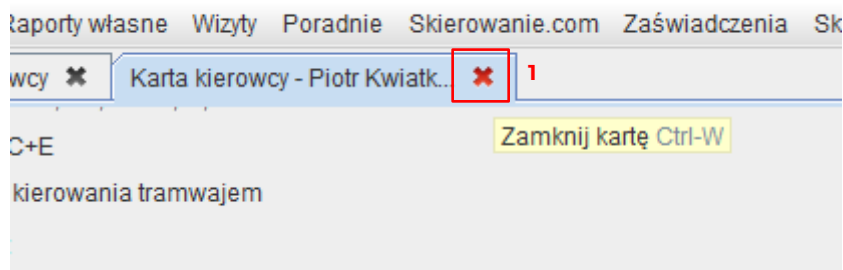 Raporty własne Wizyty Poradnie Skierowanie.com Zaświadczenia Sk
wcy ✖ Karta kierowcy - Piotr Kwiatk... ✖ 1
Zamknij kartę Ctrl-W
C+E
kierowania tramwajem